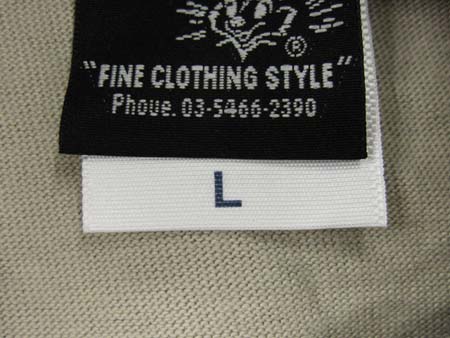 ®
"FINE CLOTHING STYLE"
Phoue. 03-5466-2390
L